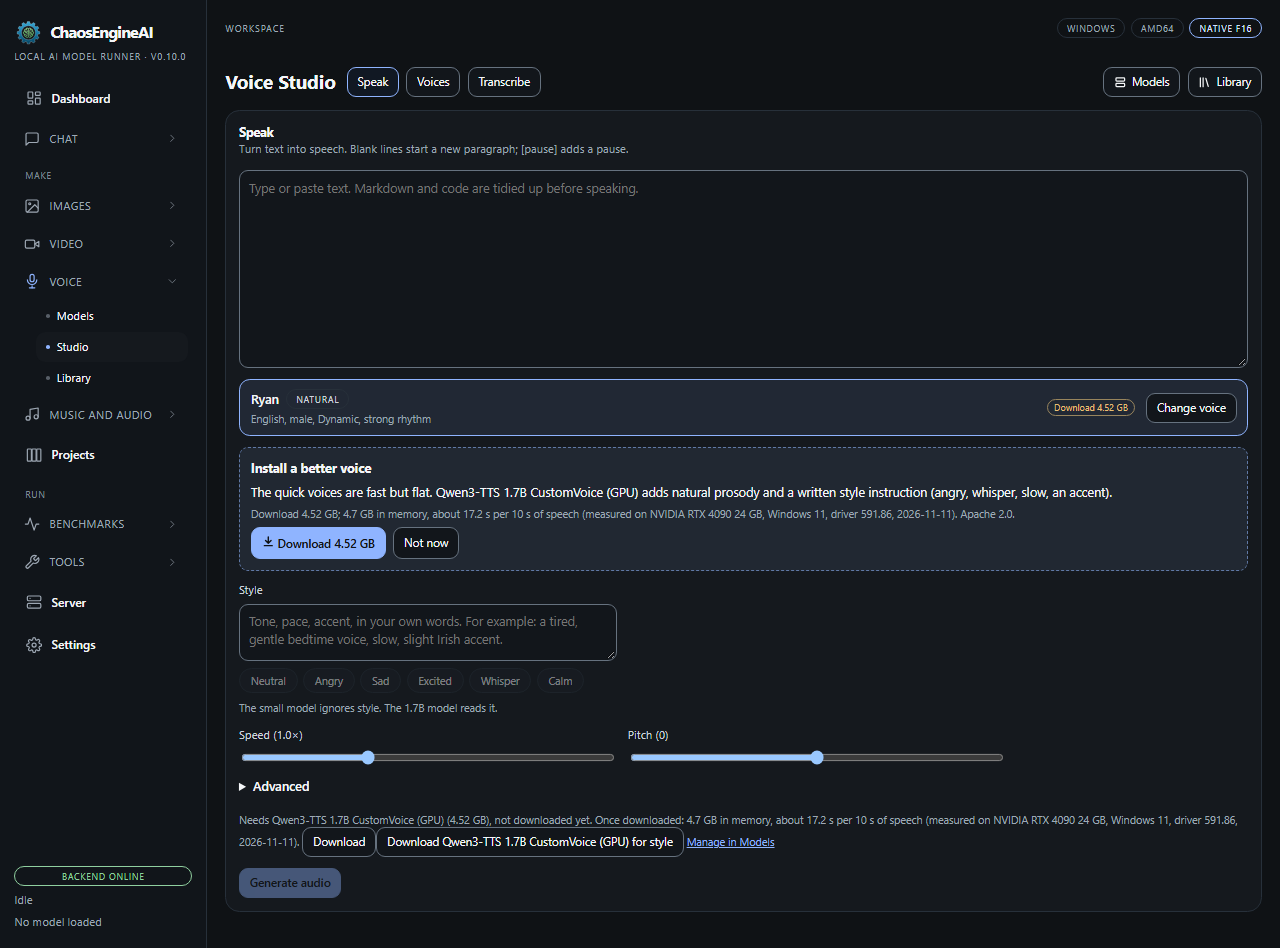 ChaosEngineAI
LOCAL AI MODEL RUNNER · V0.10.0
Dashboard
CHAT
MAKE
IMAGES
VIDEO
VOICE
Models
Studio
Library
MUSIC AND AUDIO
Projects
RUN
BENCHMARKS
TOOLS
Server
Settings
BACKEND ONLINE
Idle
No model loaded
WORKSPACE
WINDOWS
AMD64
NATIVE F16
Voice Studio
Speak
Voices
Transcribe
Models
Library
Speak
Turn text into speech. Blank lines start a new paragraph; [pause] adds a pause.
Type or paste text. Markdown and code are tidied up before speaking.
Ryan NATURAL
English, male, Dynamic, strong rhythm
Download 4.52 GB
Change voice
Install a better voice
The quick voices are fast but flat. Qwen3-TTS 1.7B CustomVoice (GPU) adds natural prosody and a written style instruction (angry, whisper, slow, an accent).
Download 4.52 GB; 4.7 GB in memory, about 17.2 s per 10 s of speech (measured on NVIDIA RTX 4090 24 GB, Windows 11, driver 591.86, 2026-11-11). Apache 2.0.
Download 4.52 GB
Not now
Style
Tone, pace, accent, in your own words. For example: a tired,
gentle bedtime voice, slow, slight Irish accent.
Neutral
Angry
Sad
Excited
Whisper
Calm
The small model ignores style. The 1.7B model reads it.
Speed (1.0×)
Pitch (0)
Advanced
Needs Qwen3-TTS 1.7B CustomVoice (GPU) (4.52 GB), not downloaded yet. Once downloaded: 4.7 GB in memory, about 17.2 s per 10 s of speech (measured on NVIDIA RTX 4090 24 GB, Windows 11, driver 591.86,
2026-11-11). Download Download Qwen3-TTS 1.7B CustomVoice (GPU) for style Manage in Models
Generate audio